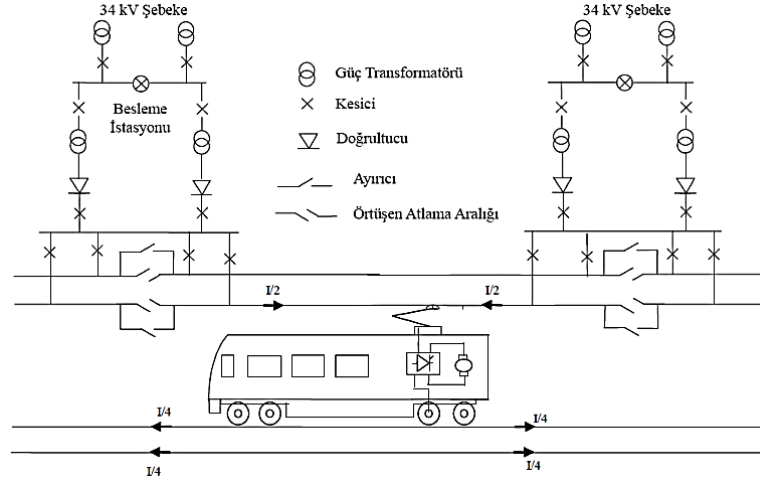 34 kV Şebeke
34 kV Şebeke
Besleme
İstasyonu
Güç Transformatörü
Kesici
Doğrultucu
Ayırıcı
Örtüşen Atlama Aralığı
I/2
I/2
I/4
I/4
I/4
I/4